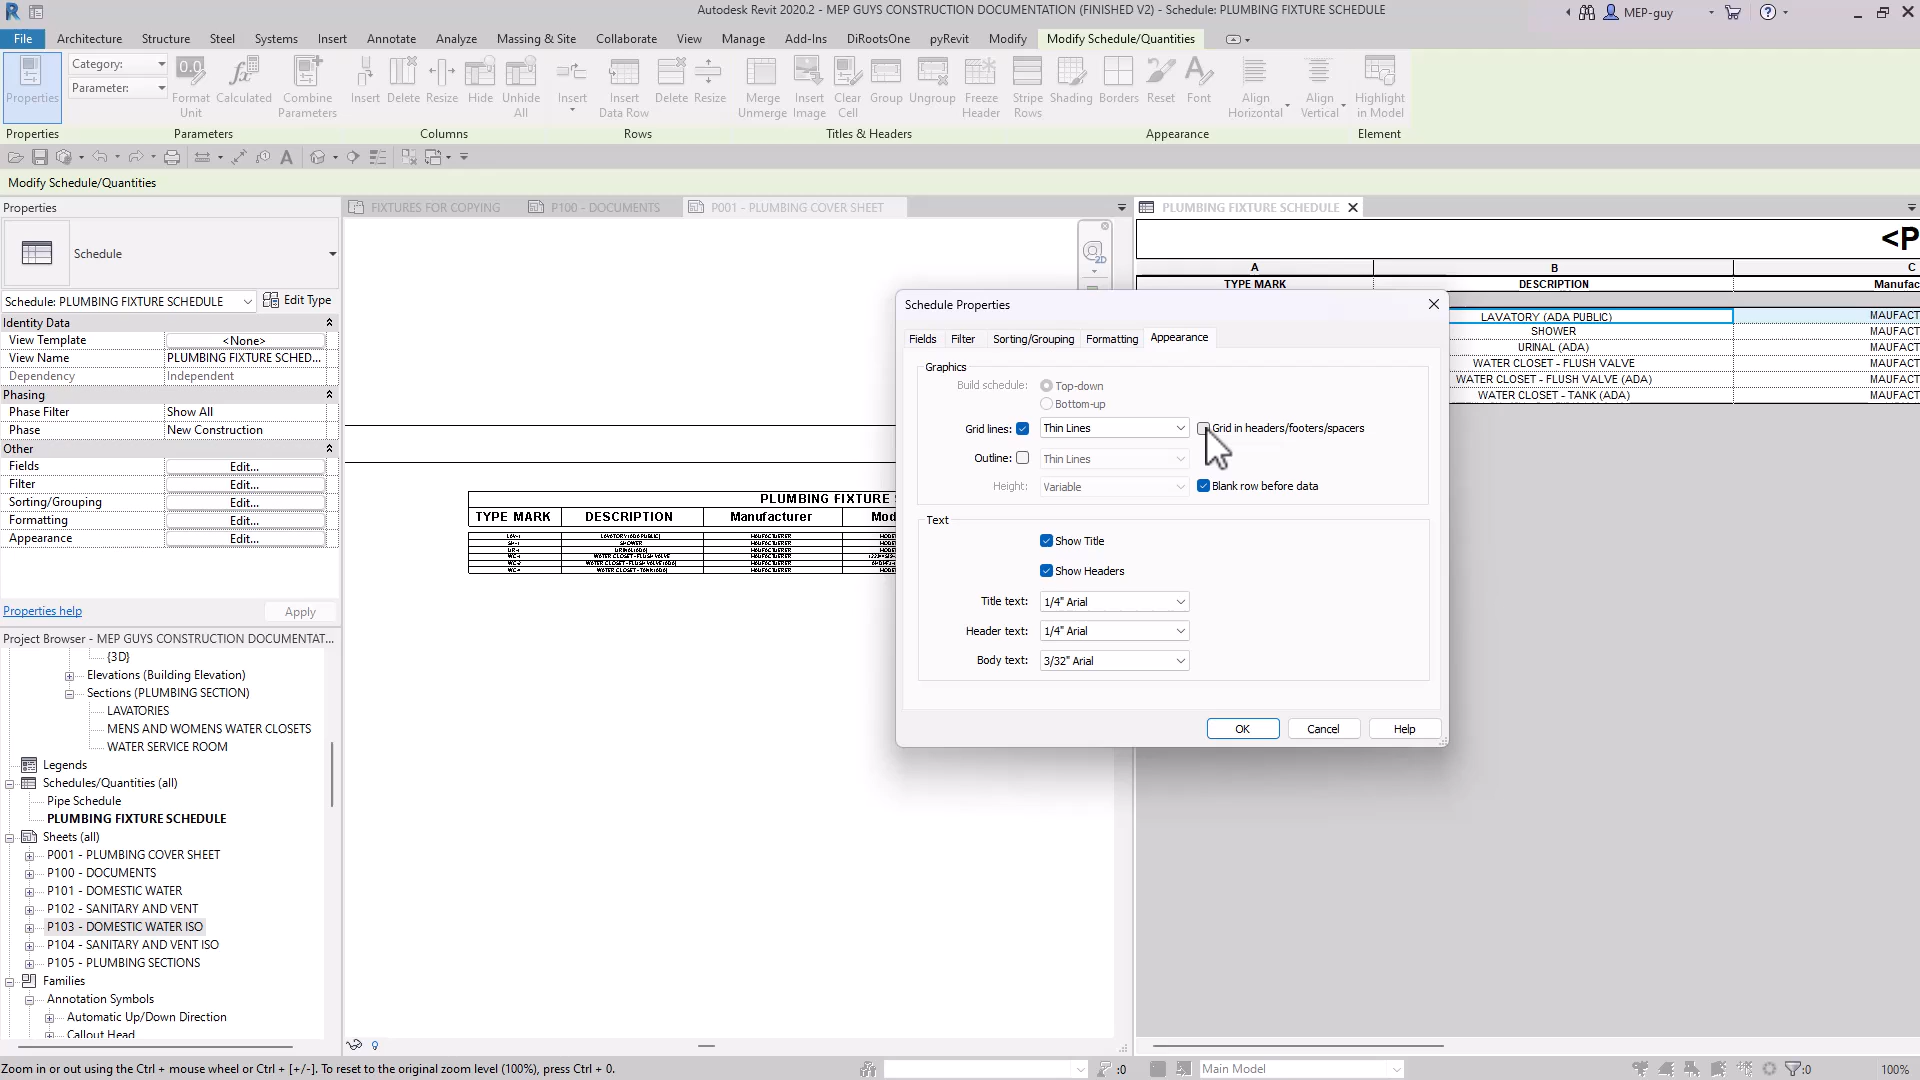 Autodesk Revit 2020.2 - MEP GUYS CONSTRUCTION DOCUMENTATION (FINISHED V2) - Schedule: PLUMBING FIXTURE SCHEDULE
MEP-guy
File Architecture Structure Steel Systems Insert Annotate Analyze Massing & Site Collaborate View Manage Add-Ins DiRootsOne pyRevit Modify Modify Schedule/Quantities
Category:
Parameter:
Properties Format Unit Calculated Combine Parameters Insert Delete Resize Hide Unhide All Insert Insert Data Row Delete Resize Merge Unmerge Insert Image Clear Cell Group Ungroup Freeze Header Stripe Rows Shading Borders Reset Font Align Horizontal Align Vertical Highlight in Model
Properties Parameters Columns Rows Titles & Headers Appearance Element
Modify Schedule/Quantities
Properties
FIXTURES FOR COPYING P100 - DOCUMENTS P001 - PLUMBING COVER SHEET
PLUMBING FIXTURE SCHEDULE
Schedule
Schedule: PLUMBING FIXTURE SCHEDULE Edit Type
Identity Data
View Template <None>
View Name PLUMBING FIXTURE SCHED...
Dependency Independent
Phasing
Phase Filter Show All
Phase New Construction
Other
Fields Edit...
Filter Edit...
Sorting/Grouping Edit...
Formatting Edit...
Appearance Edit...
Properties help Apply
Project Browser - MEP GUYS CONSTRUCTION DOCUMENTAT...
{3D}
Elevations (Building Elevation)
Sections (PLUMBING SECTION)
LAVATORIES
MENS AND WOMENS WATER CLOSETS
WATER SERVICE ROOM
Legends
Schedules/Quantities (all)
Pipe Schedule
PLUMBING FIXTURE SCHEDULE
Sheets (all)
P001 - PLUMBING COVER SHEET
P100 - DOCUMENTS
P101 - DOMESTIC WATER
P102 - SANITARY AND VENT
P103 - DOMESTIC WATER ISO
P104 - SANITARY AND VENT ISO
P105 - PLUMBING SECTIONS
Families
Annotation Symbols
Automatic Up/Down Direction
Callout Head
2D
PLUMBING FIXTURE S
TYPE MARK DESCRIPTION Manufacturer Mod
<P
A B C
TYPE MARK DESCRIPTION Manufac
LAVATORY (ADA PUBLIC) MAUFACT
SHOWER MAUFACT
URINAL (ADA) MAUFACT
WATER CLOSET - FLUSH VALVE MAUFACT
WATER CLOSET - FLUSH VALVE (ADA) MAUFACT
WATER CLOSET - TANK (ADA) MAUFACT
Schedule Properties
Fields Filter Sorting/Grouping Formatting Appearance
Graphics
Build schedule: Top-down
Bottom-up
Grid lines: Thin Lines Grid in headers/footers/spacers
Outline: Thin Lines
Height: Variable Blank row before data
Text
Show Title
Show Headers
Title text: 1/4" Arial
Header text: 1/4" Arial
Body text: 3/32" Arial
OK Cancel Help
Zoom in or out using the Ctrl + mouse wheel or Ctrl + [+/-]. To reset to the original zoom level (100%), press Ctrl + 0.
:0 Main Model :0 100%